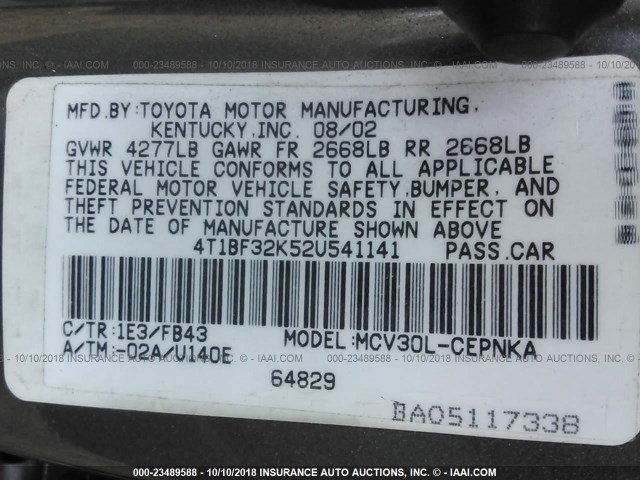 000-23489588 - 10/10/2018 INSURANCE AUTO AUCTIONS, INC. - WWW.IAAI.COM
MFD.BY:TOYOTA MOTOR MANUFACTURING,
KENTUCKY,INC. 08/02
GVWR 4277LB GAWR FR 2668LB RR 2668LB
THIS VEHICLE CONFORMS TO ALL APPLICABLE
FEDERAL MOTOR VEHICLE SAFETY,BUMPER, AND
THEFT PREVENTION STANDARDS IN EFFECT ON
THE DATE OF MANUFACTURE SHOWN ABOVE
4T1BF32K52U541141 PASS.CAR
C/TR:1E3/FB43 MODEL:MCV30L-CEPNKA
A/TM:-02A/U140E
64829
BA05117338
000-23489588 - 10/10/2018 INSURANCE AUTO AUCTIONS, INC. - WWW.IAAI.COM